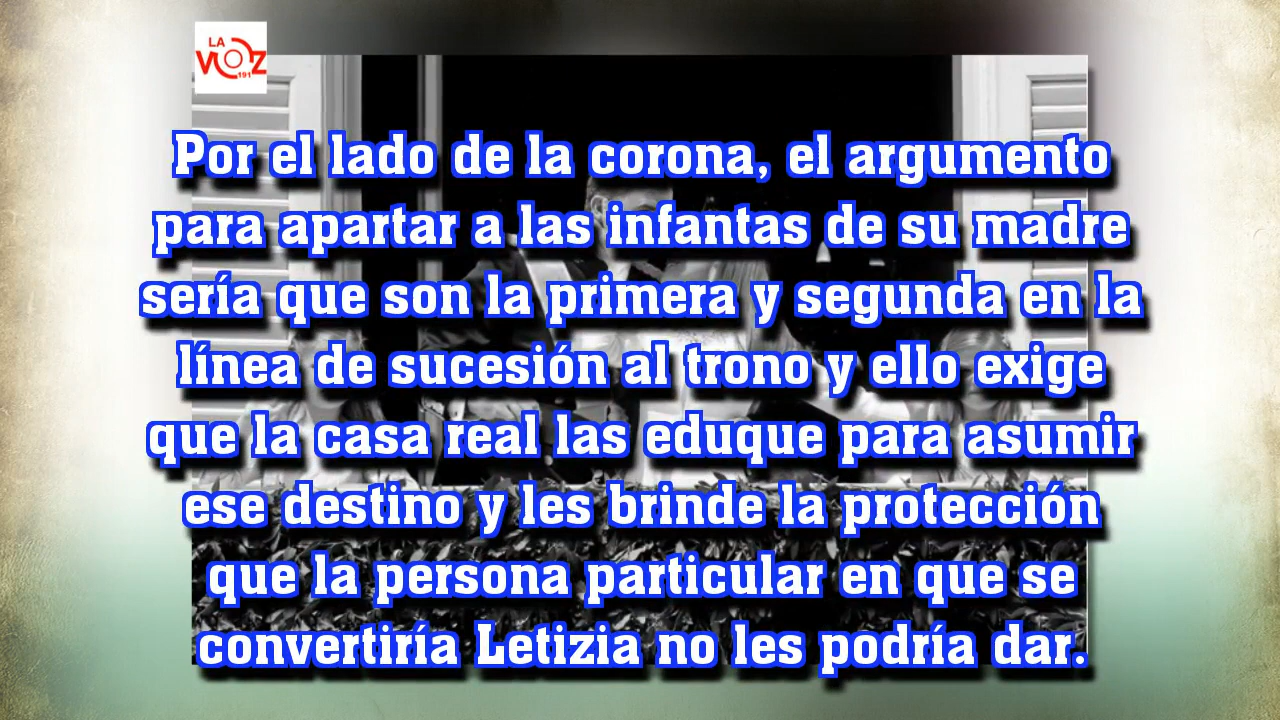 LA
VOZ
191
Por el lado de la corona, el argumento
para apartar a las infantas de su madre
sería que son la primera y segunda en la
línea de sucesión al trono y ello exige
que la casa real las eduque para asumir
ese destino y les brinde la protección
que la persona particular en que se
convertiría Letizia no les podría dar.